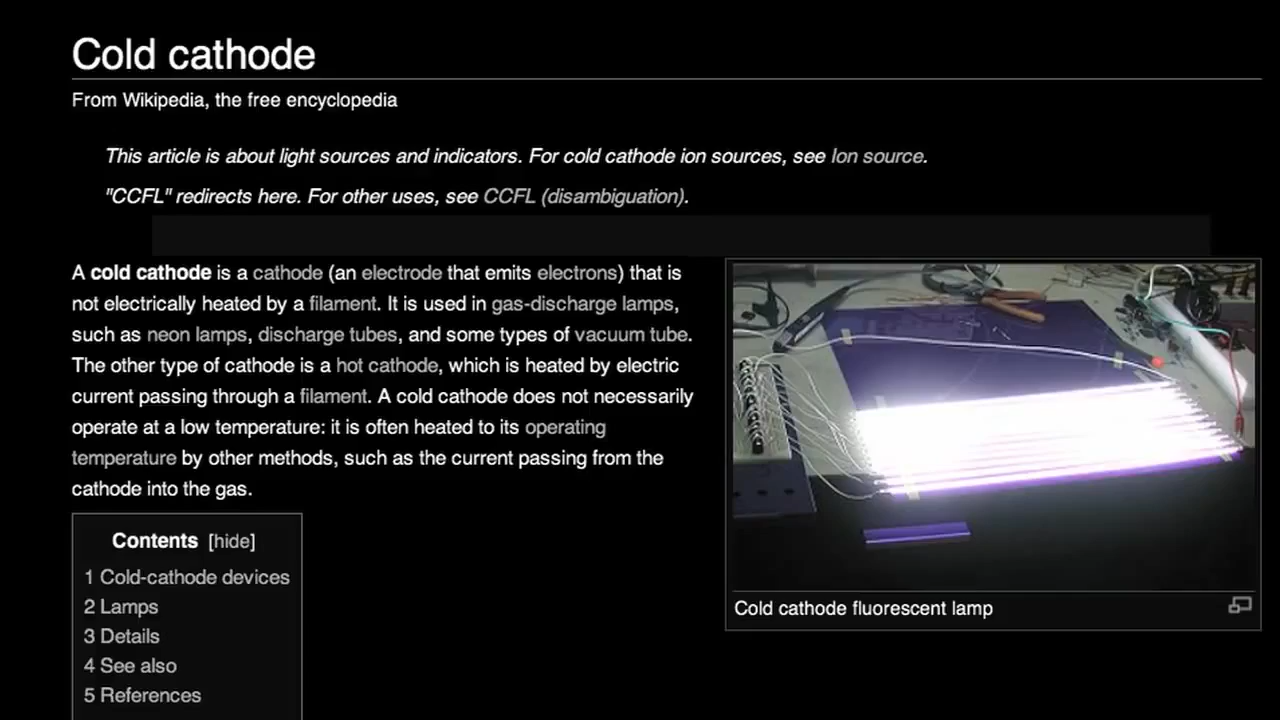 Cold cathode
From Wikipedia, the free encyclopedia
This article is about light sources and indicators. For cold cathode ion sources, see Ion source.
"CCFL" redirects here. For other uses, see CCFL (disambiguation).
A cold cathode is a cathode (an electrode that emits electrons) that is
not electrically heated by a filament. It is used in gas-discharge lamps,
such as neon lamps, discharge tubes, and some types of vacuum tube.
The other type of cathode is a hot cathode, which is heated by electric
current passing through a filament. A cold cathode does not necessarily
operate at a low temperature: it is often heated to its operating
temperature by other methods, such as the current passing from the
cathode into the gas.
Cold cathode fluorescent lamp
Contents [hide]
1 Cold-cathode devices
2 Lamps
3 Details
4 See also
5 References